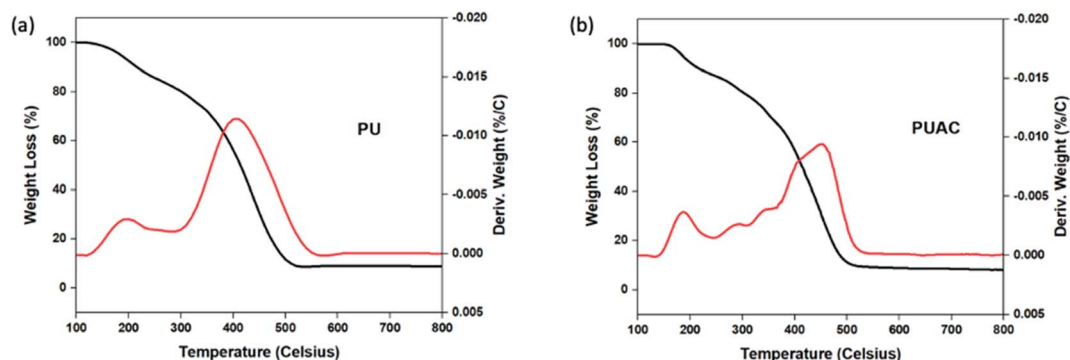 (a)
Weight Loss (%)
100
80
60
40
20
0
PU
-0.020
-0.015
-0.010
-0.005
0.000
0.005
Deriv. Weight (%/C)
100 200 300 400 500 600 700 800
Temperature (Celsius)
(b)
Weight Loss (%)
100
80
60
40
20
0
PUAC
-0.020
-0.015
-0.010
-0.005
0.000
0.005
Deriv. Weight (%/C)
100 200 300 400 500 600 700 800
Temperature (Celsius)